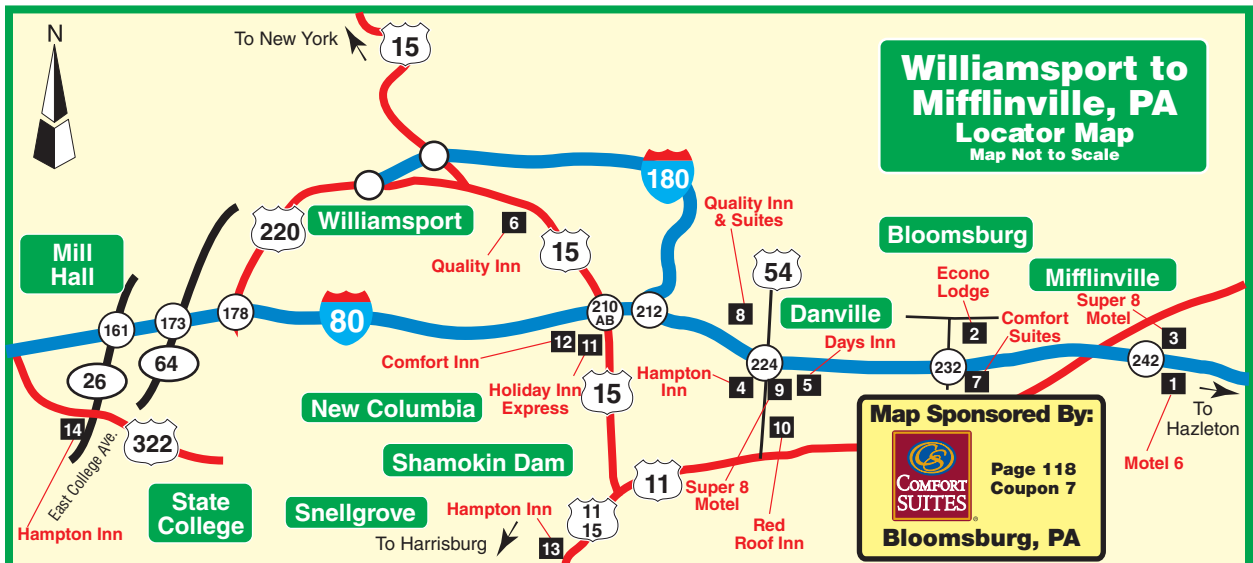 N
To New York
15
Williamsport to
Mifflinville, PA
Locator Map
Map Not to Scale
180
220
Williamsport
6
Quality Inn
15
Quality Inn
& Suites
8
54
Bloomsburg
Mill
Hall
Econo
Lodge
2
Mifflinville
Super 8
Motel
3
Comfort
Suites
7
161
173
178
80
210
AB
212
Danville
Days Inn
5
224
232
242
1
To
Hazleton
Motel 6
26
64
12
11
Comfort Inn
Holiday Inn
Express
15
Hampton
Inn
4
9
10
New Columbia
14
East College Ave.
322
Hampton Inn
State
College
Shamokin Dam
Snellgrove
11
Super 8
Motel
Red
Roof Inn
Hampton Inn
13
To Harrisburg
11
15
Map Sponsored By:
CS
COMFORT
SUITES
®
Page 118
Coupon 7
Bloomsburg, PA